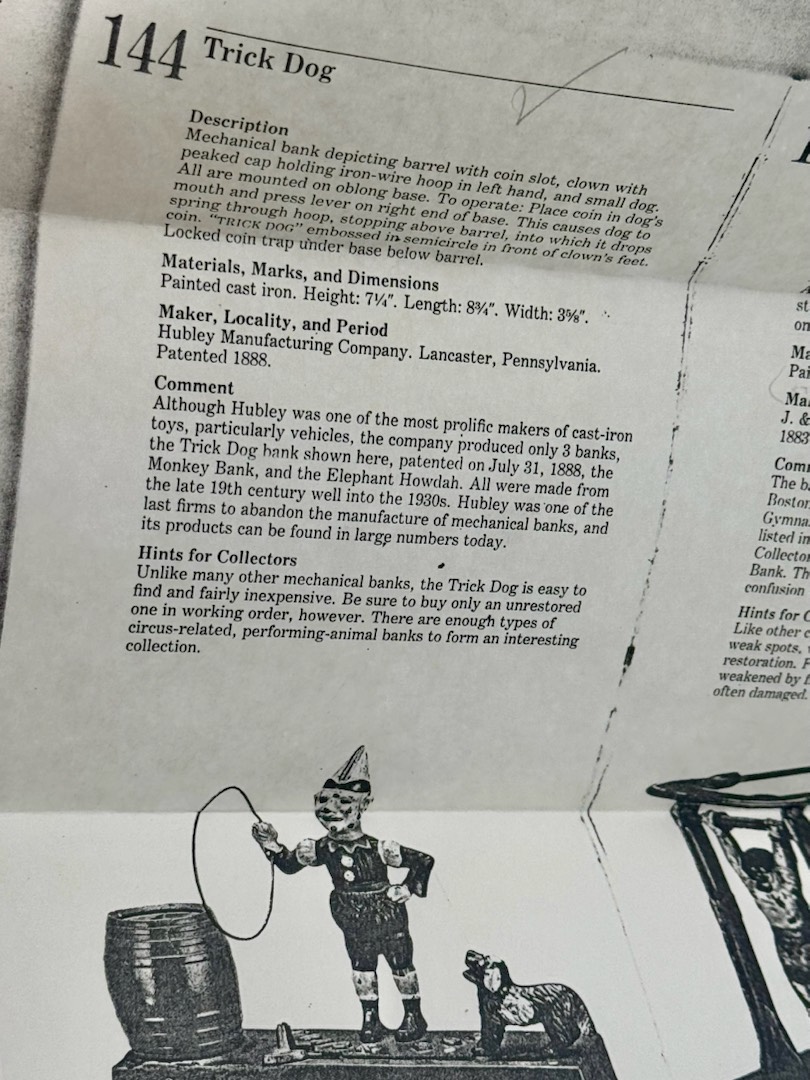 144 Trick Dog
Description
Mechanical bank depicting barrel with coin slot, clown with
peaked cap holding iron-wire hoop in left hand, and small dog.
All are mounted on oblong base. To operate: Place coin in dog's
mouth and press lever on right end of base. This causes dog to
spring through hoop, stopping above barrel, into which it drops
coin. "TRICK DOG" embossed in semicircle in front of clown's feet.
Locked coin trap under base below barrel.
Materials, Marks, and Dimensions
Painted cast iron. Height: 7¼". Length: 8¾". Width: 3⅝".
Maker, Locality, and Period
Hubley Manufacturing Company. Lancaster, Pennsylvania.
Patented 1888.
Comment
Although Hubley was one of the most prolific makers of cast-iron
toys, particularly vehicles, the company produced only 3 banks,
the Trick Dog bank shown here, patented on July 31, 1888, the
Monkey Bank, and the Elephant Howdah. All were made from
the late 19th century well into the 1930s. Hubley was one of the
last firms to abandon the manufacture of mechanical banks, and
its products can be found in large numbers today.
Hints for Collectors
Unlike many other mechanical banks, the Trick Dog is easy to
find and fairly inexpensive. Be sure to buy only an unrestored
one in working order, however. There are enough types of
circus-related, performing-animal banks to form an interesting
collection.
st
on
Ma
Pai
Ma
J. &
1883
Com
The b
Boston
Gymna
listed in
Collecto
Bank. Th
confusion
Hints for C
Like other c
weak spots,
restoration.
weakened by
often damaged.